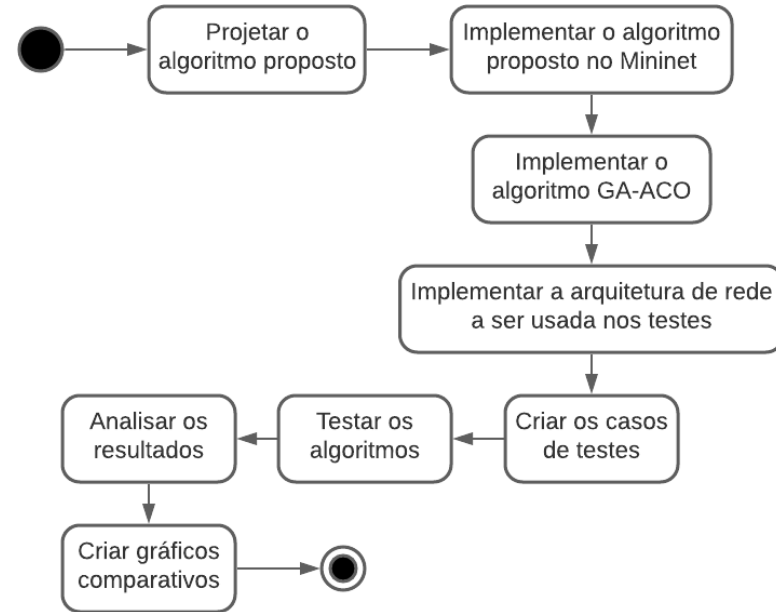 Projetar o
algoritmo proposto
Implementar o algoritmo
proposto no Mininet
Implementar o
algoritmo GA-ACO
Implementar a arquitetura de rede
a ser usada nos testes
Criar os casos
de testes
Testar os
algoritmos
Analisar os
resultados
Criar gráficos
comparativos